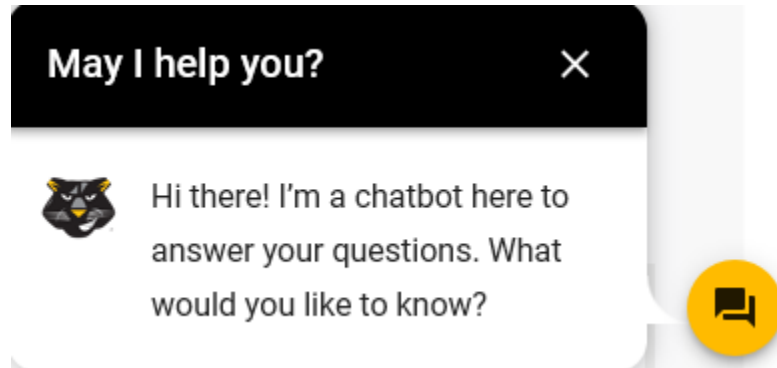 May I help you?
Hi there! I’m a chatbot here to
answer your questions. What
would you like to know?